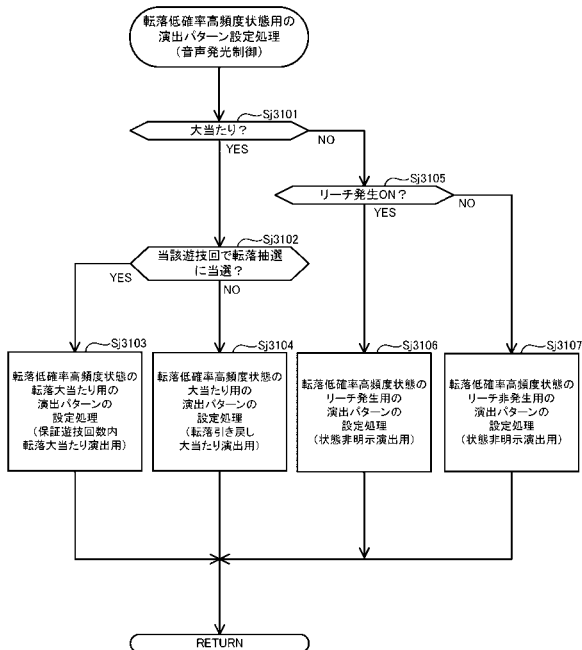 転落低確率高頻度状態用の
演出パターン設定処理
(音声発光制御)
Sj3101
大当たり?
NO
YES
Sj3105
リーチ発生ON?
NO
YES
Sj3102
当該遊技回で転落抽選
に当選?
YES
NO
Sj3103
転落低確率高頻度状態の
転落大当たり用の
演出パターンの
設定処理
(保証遊技回数内
転落大当たり演出用)
Sj3104
転落低確率高頻度状態の
大当たり用の
演出パターンの
設定処理
(転落引き戻し
大当たり演出用)
Sj3106
転落低確率高頻度状態の
リーチ発生用の
演出パターンの
設定処理
(状態非明示演出用)
Sj3107
転落低確率高頻度状態の
リーチ非発生用の
演出パターンの
設定処理
(状態非明示演出用)
RETURN